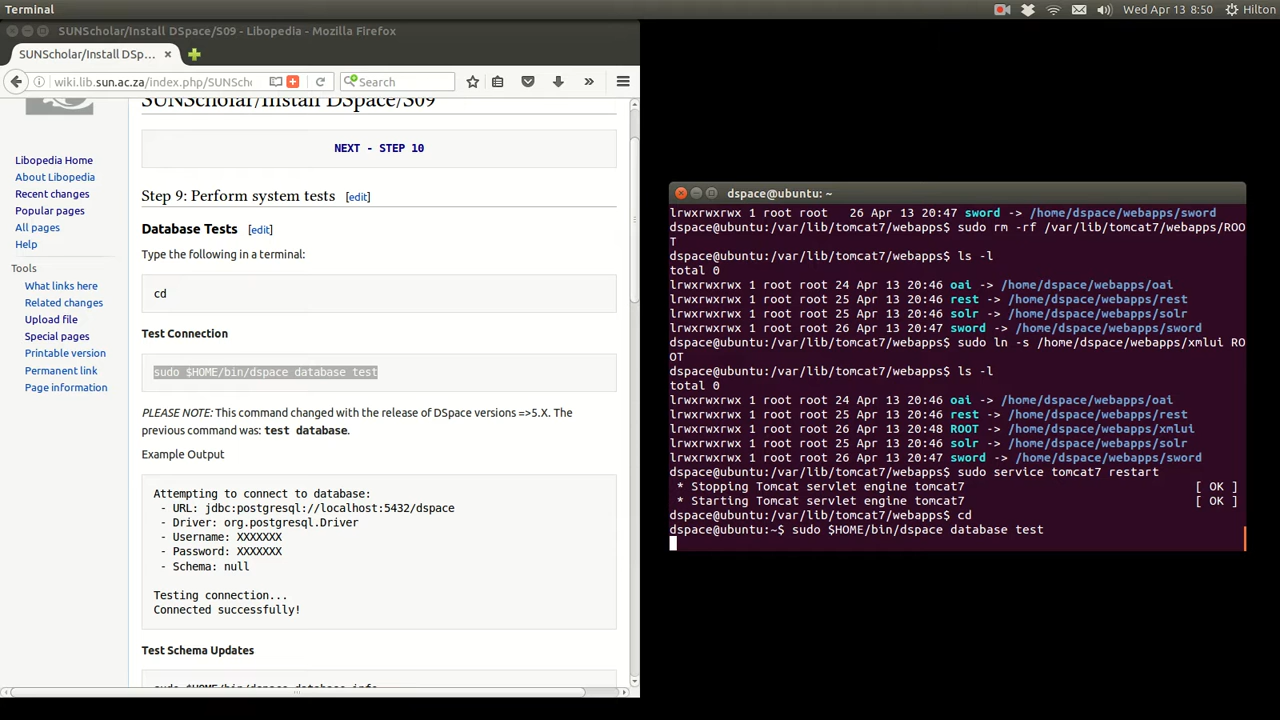 Terminal
Wed Apr 13 8:50
Hilton
SUNScholar/Install DSpace/S09 - Libopedia - Mozilla Firefox
SUNScholar/Install DSp...
wiki.lib.sun.ac.za/index.php/SUNSch
Search
Libopedia Home
About Libopedia
Recent changes
Popular pages
All pages
Help
Tools
What links here
Related changes
Upload file
Special pages
Printable version
Permanent link
Page information
SUNScholar/Install DSpace/S09
NEXT - STEP 10
Step 9: Perform system tests [edit]
Database Tests [edit]
Type the following in a terminal:
cd
Test Connection
sudo $HOME/bin/dspace database test
PLEASE NOTE: This command changed with the release of DSpace versions =>5.X. The
previous command was: test database.
Example Output
Attempting to connect to database:
- URL: jdbc:postgresql://localhost:5432/dspace
- Driver: org.postgresql.Driver
- Username: XXXXXXX
- Password: XXXXXXX
- Schema: null
Testing connection...
Connected successfully!
Test Schema Updates
sudo $HOME/bin/dspace database info
dspace@ubuntu: ~
lrwxrwxrwx 1 root root   26 Apr 13 20:47 sword -> /home/dspace/webapps/sword
dspace@ubuntu:/var/lib/tomcat7/webapps$ sudo rm -rf /var/lib/tomcat7/webapps/ROO
T
dspace@ubuntu:/var/lib/tomcat7/webapps$ ls -l
total 0
lrwxrwxrwx 1 root root 24 Apr 13 20:46 oai -> /home/dspace/webapps/oai
lrwxrwxrwx 1 root root 25 Apr 13 20:46 rest -> /home/dspace/webapps/rest
lrwxrwxrwx 1 root root 25 Apr 13 20:46 solr -> /home/dspace/webapps/solr
lrwxrwxrwx 1 root root 26 Apr 13 20:47 sword -> /home/dspace/webapps/sword
dspace@ubuntu:/var/lib/tomcat7/webapps$ sudo ln -s /home/dspace/webapps/xmlui RO
OT
dspace@ubuntu:/var/lib/tomcat7/webapps$ ls -l
total 0
lrwxrwxrwx 1 root root 24 Apr 13 20:46 oai -> /home/dspace/webapps/oai
lrwxrwxrwx 1 root root 25 Apr 13 20:46 rest -> /home/dspace/webapps/rest
lrwxrwxrwx 1 root root 26 Apr 13 20:48 ROOT -> /home/dspace/webapps/xmlui
lrwxrwxrwx 1 root root 25 Apr 13 20:46 solr -> /home/dspace/webapps/solr
lrwxrwxrwx 1 root root 26 Apr 13 20:47 sword -> /home/dspace/webapps/sword
dspace@ubuntu:/var/lib/tomcat7/webapps$ sudo service tomcat7 restart
* Stopping Tomcat servlet engine tomcat7 [ OK ]
* Starting Tomcat servlet engine tomcat7 [ OK ]
dspace@ubuntu:/var/lib/tomcat7/webapps$ cd
dspace@ubuntu:~$ sudo $HOME/bin/dspace database test